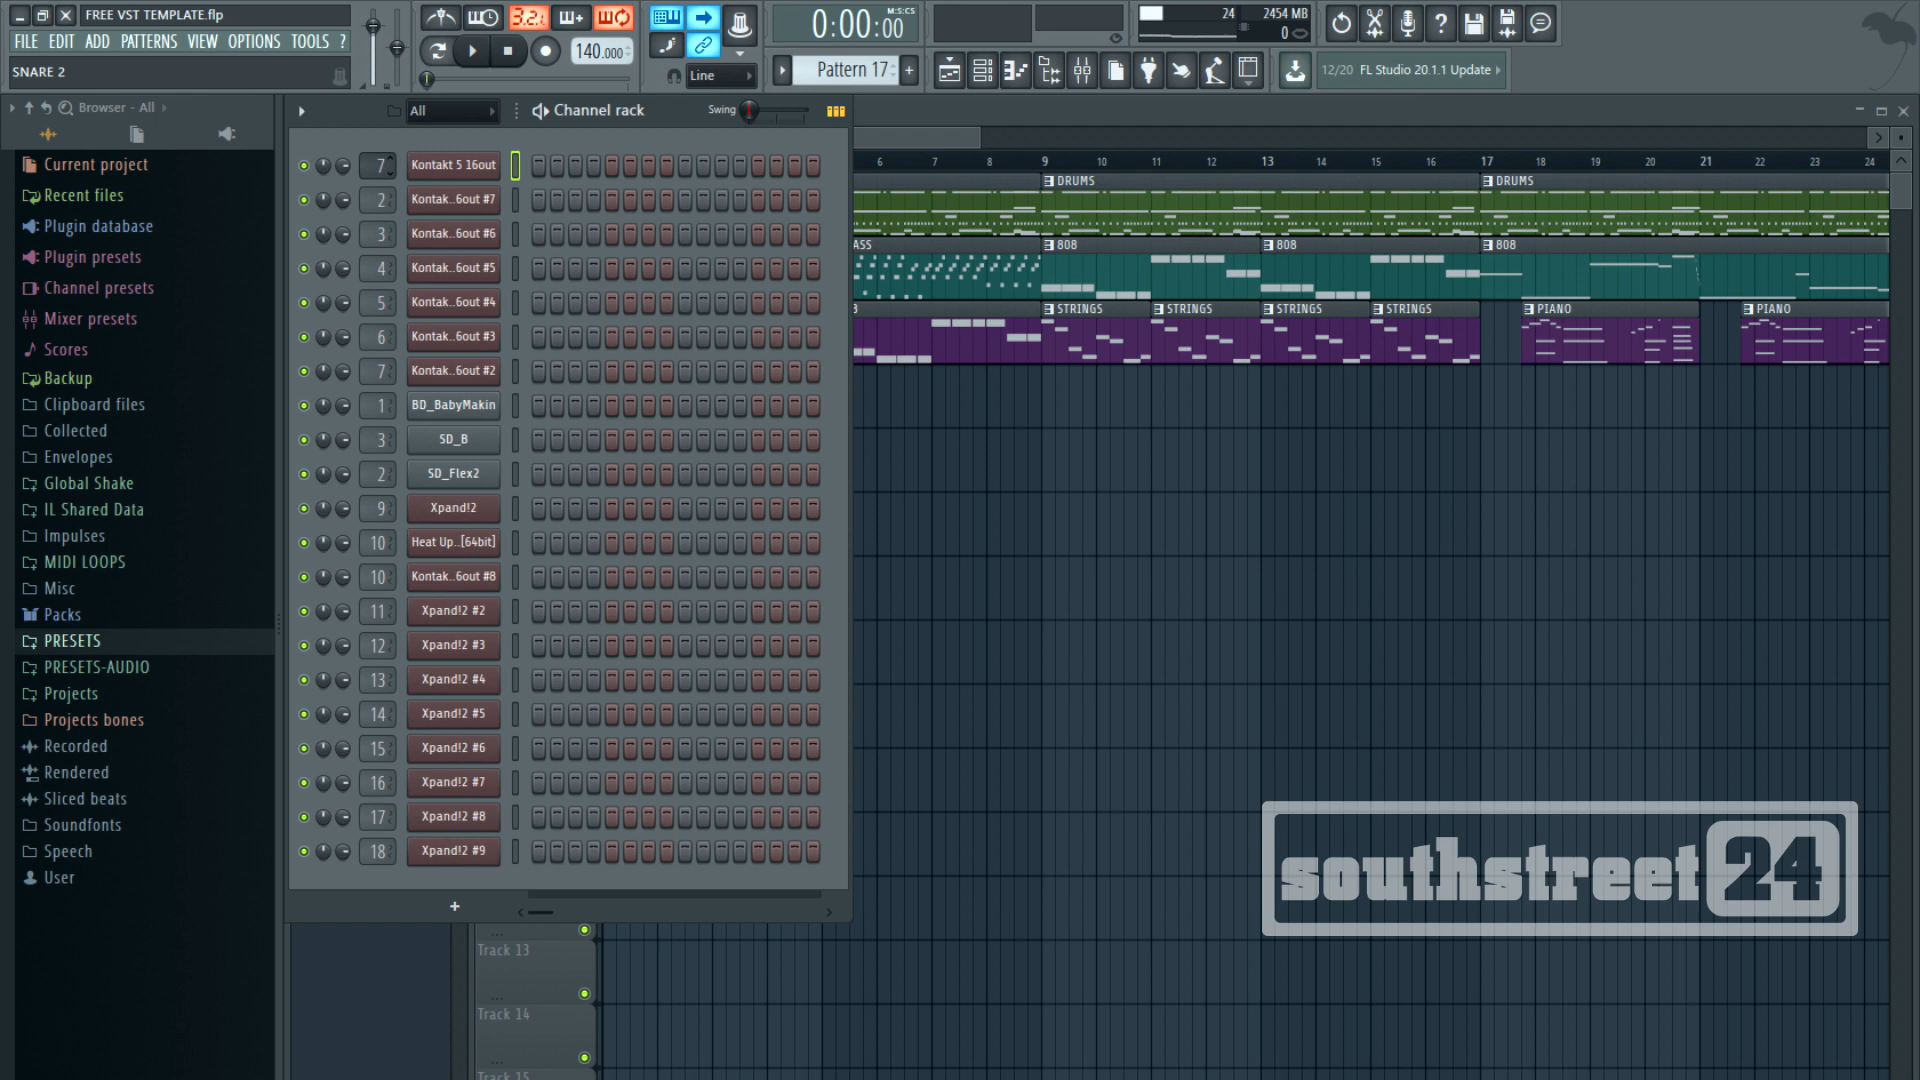 FREE VST TEMPLATE.flp
FILE EDIT ADD PATTERNS VIEW OPTIONS TOOLS ?
SNARE 2
3.2.
140.000
Line
0:00:00
M:S:CS
Pattern 17
+
24
2454 MB
0
12/20 FL Studio 20.1.1 Update
Browser - All
Current project
Recent files
Plugin database
Plugin presets
Channel presets
Mixer presets
Scores
Backup
Clipboard files
Collected
Envelopes
Global Shake
IL Shared Data
Impulses
MIDI LOOPS
Misc
Packs
PRESETS
PRESETS-AUDIO
Projects
Projects bones
Recorded
Rendered
Sliced beats
Soundfonts
Speech
User
All
Channel rack
Swing
7 Kontakt 5 16out
2 Kontak..6out #7
3 Kontak..6out #6
4 Kontak..6out #5
5 Kontak..6out #4
6 Kontak..6out #3
7 Kontak..6out #2
1 BD_BabyMakin
3 SD_B
2 SD_Flex2
9 Xpand!2
10 Heat Up..[64bit]
10 Kontak..6out #8
11 Xpand!2 #2
12 Xpand!2 #3
13 Xpand!2 #4
14 Xpand!2 #5
15 Xpand!2 #6
16 Xpand!2 #7
17 Xpand!2 #8
18 Xpand!2 #9
+
6 7 8 9 10 11 12 13 14 15 16 17 18 19 20 21 22 23 24
DRUMS DRUMS
ASS 808 808 808
STRINGS STRINGS STRINGS STRINGS PIANO PIANO
southstreet 24
Track 13
Track 14
Track 15